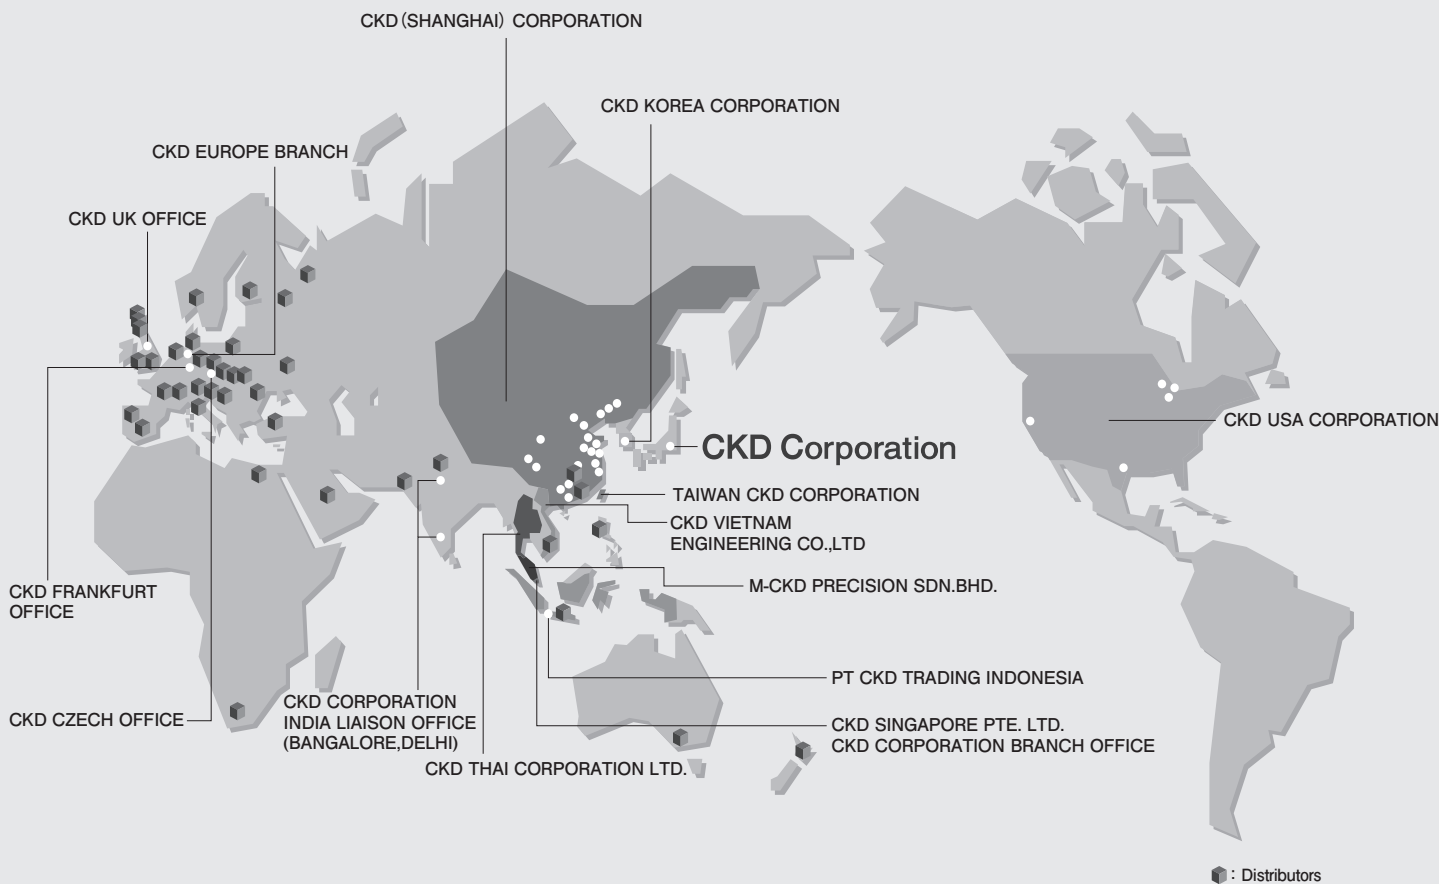 CKD(SHANGHAI) CORPORATION
CKD KOREA CORPORATION
CKD EUROPE BRANCH
CKD UK OFFICE
CKD USA CORPORATION
CKD Corporation
TAIWAN CKD CORPORATION
CKD VIETNAM
ENGINEERING CO.,LTD
M-CKD PRECISION SDN.BHD.
CKD FRANKFURT
OFFICE
PT CKD TRADING INDONESIA
CKD CZECH OFFICE
CKD CORPORATION
INDIA LIAISON OFFICE
(BANGALORE,DELHI)
CKD SINGAPORE PTE. LTD.
CKD CORPORATION BRANCH OFFICE
CKD THAI CORPORATION LTD.
: Distributors